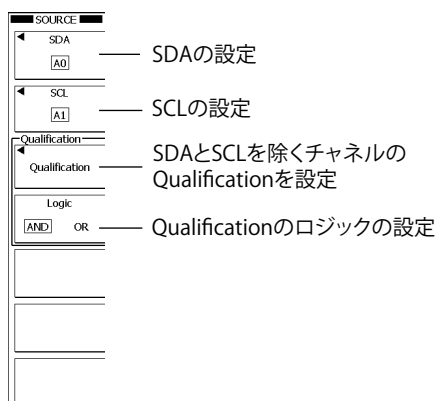 SOURCE
SDA
A0
SDAの設定
SCL
A1
SCLの設定
Qualification
Qualification
SDAとSCLを除くチャネルの
Qualificationを設定
Logic
AND OR
Qualificationのロジックの設定